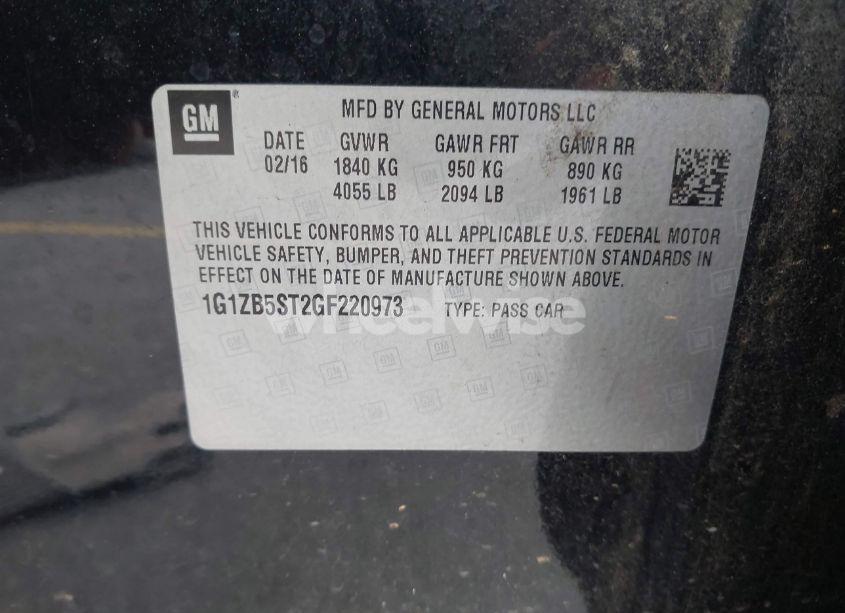 GM
MFD BY GENERAL MOTORS LLC
DATE GVWR GAWR FRT GAWR RR
02/16 1840 KG 950 KG 890 KG
4055 LB 2094 LB 1961 LB
THIS VEHICLE CONFORMS TO ALL APPLICABLE U.S. FEDERAL MOTOR
VEHICLE SAFETY, BUMPER, AND THEFT PREVENTION STANDARDS IN
EFFECT ON THE DATE OF MANUFACTURE SHOWN ABOVE.
1G1ZB5ST2GF220973 TYPE: PASS CAR
wheelwise